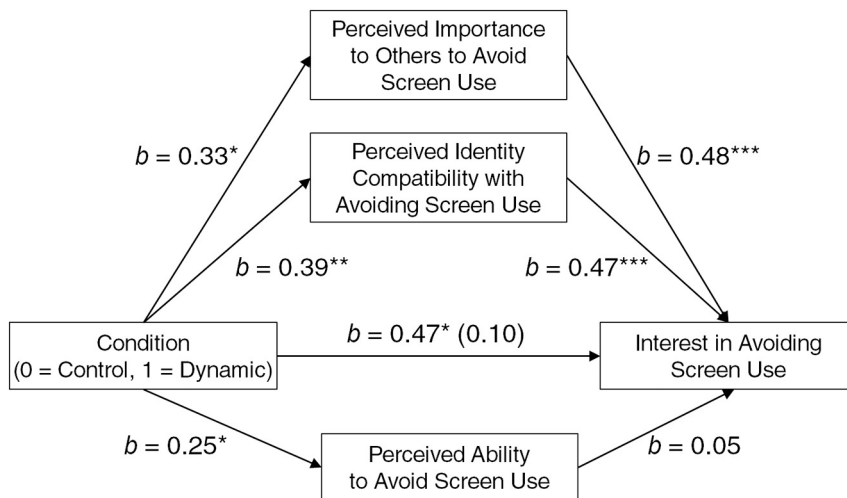 Perceived Importance
to Others to Avoid
Screen Use
b = 0.33*
b = 0.48***
Perceived Identity
Compatibility with
Avoiding Screen Use
b = 0.39**
b = 0.47***
Condition
(0 = Control, 1 = Dynamic)
b = 0.47* (0.10)
Interest in Avoiding
Screen Use
b = 0.25*
Perceived Ability
to Avoid Screen Use
b = 0.05